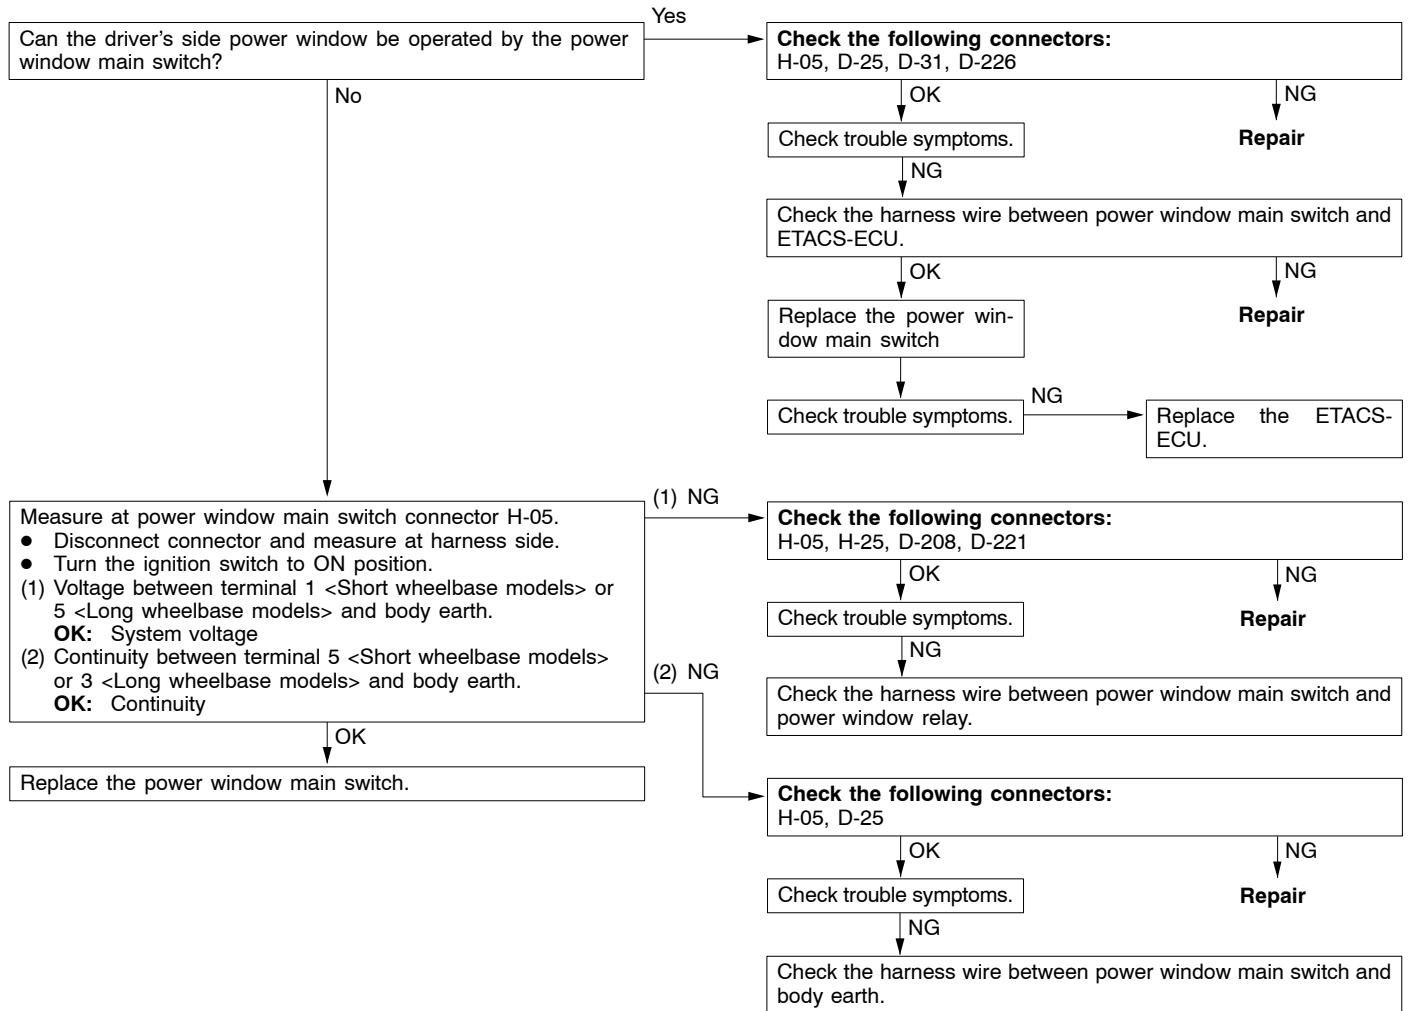 Can the driver's side power window be operated by the power
window main switch?
Yes
Check the following connectors:
H-05, D-25, D-31, D-226
No
OK
NG
Check trouble symptoms.
Repair
NG
Check the harness wire between power window main switch and
ETACS-ECU.
OK
NG
Replace the power win-
dow main switch
Repair
Check trouble symptoms.
NG
Replace the ETACS-
ECU.
Measure at power window main switch connector H-05.
● Disconnect connector and measure at harness side.
● Turn the ignition switch to ON position.
(1) Voltage between terminal 1 <Short wheelbase models> or
5 <Long wheelbase models> and body earth.
OK: System voltage
(2) Continuity between terminal 5 <Short wheelbase models>
or 3 <Long wheelbase models> and body earth.
OK: Continuity
OK
Replace the power window main switch.
(1) NG
Check the following connectors:
H-05, H-25, D-208, D-221
OK
NG
Check trouble symptoms.
Repair
NG
Check the harness wire between power window main switch and
power window relay.
(2) NG
Check the following connectors:
H-05, D-25
OK
NG
Check trouble symptoms.
Repair
NG
Check the harness wire between power window main switch and
body earth.